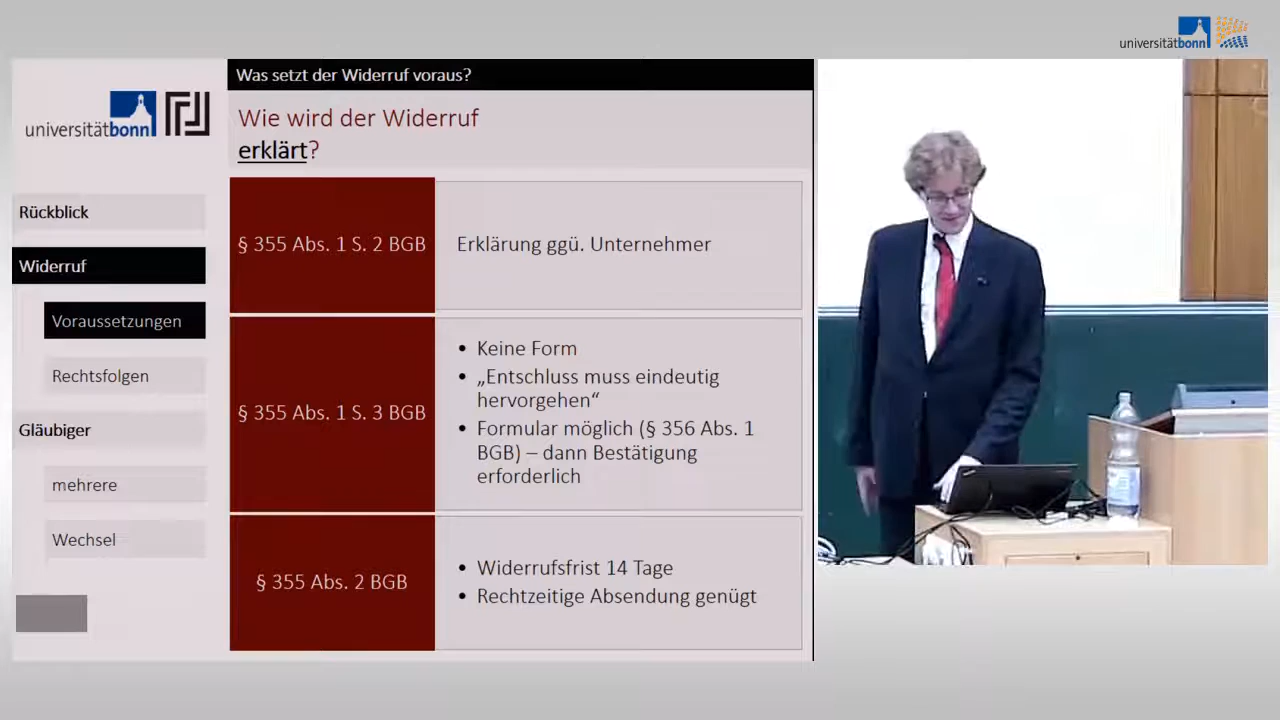 universitätbonn
Was setzt der Widerruf voraus?
universitätbonn
Wie wird der Widerruf
erklärt?
Rückblick
Widerruf
Voraussetzungen
Rechtsfolgen
Gläubiger
mehrere
Wechsel
§ 355 Abs. 1 S. 2 BGB
Erklärung ggü. Unternehmer
§ 355 Abs. 1 S. 3 BGB
• Keine Form
• „Entschluss muss eindeutig
hervorgehen“
• Formular möglich (§ 356 Abs. 1
BGB) – dann Bestätigung
erforderlich
§ 355 Abs. 2 BGB
• Widerrufsfrist 14 Tage
• Rechtzeitige Absendung genügt